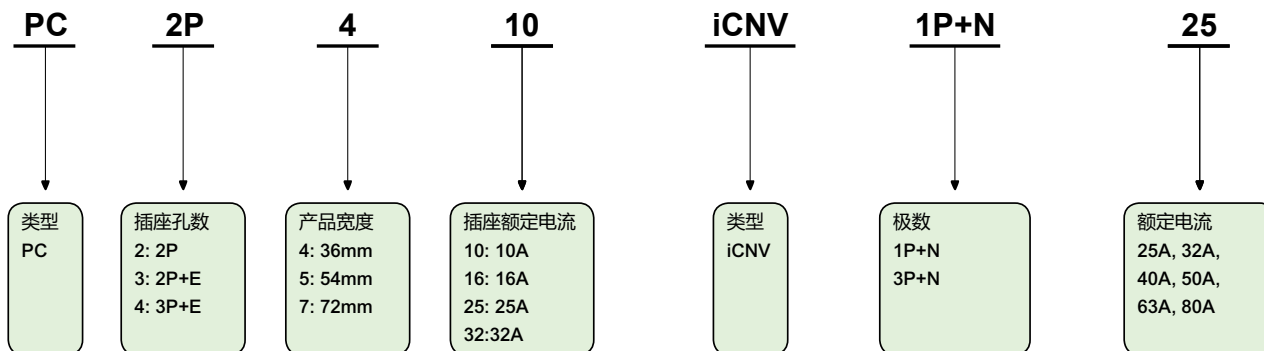 PC 2P 4 10 iCNV 1P+N 25
类型
PC
插座孔数
2: 2P
3: 2P+E
4: 3P+E
产品宽度
4: 36mm
5: 54mm
7: 72mm
插座额定电流
10: 10A
16: 16A
25: 25A
32:32A
类型
iCNV
极数
1P+N
3P+N
额定电流
25A, 32A,
40A, 50A,
63A, 80A